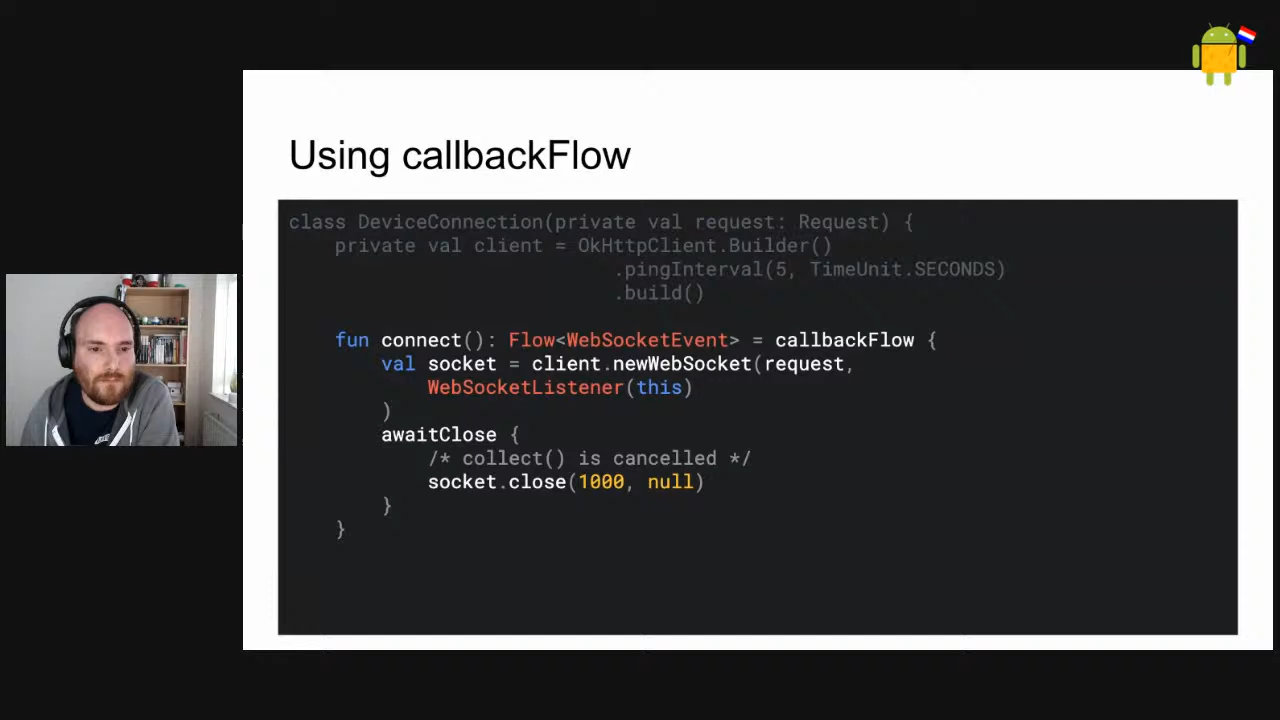 Using callbackFlow
class DeviceConnection(private val request: Request) {
    private val client = OkHttpClient.Builder()
                            .pingInterval(5, TimeUnit.SECONDS)
                            .build()
    fun connect(): Flow<WebSocketEvent> = callbackFlow {
        val socket = client.newWebSocket(request,
            WebSocketListener(this)
        )
        awaitClose {
            /* collect() is cancelled */
            socket.close(1000, null)
        }
    }